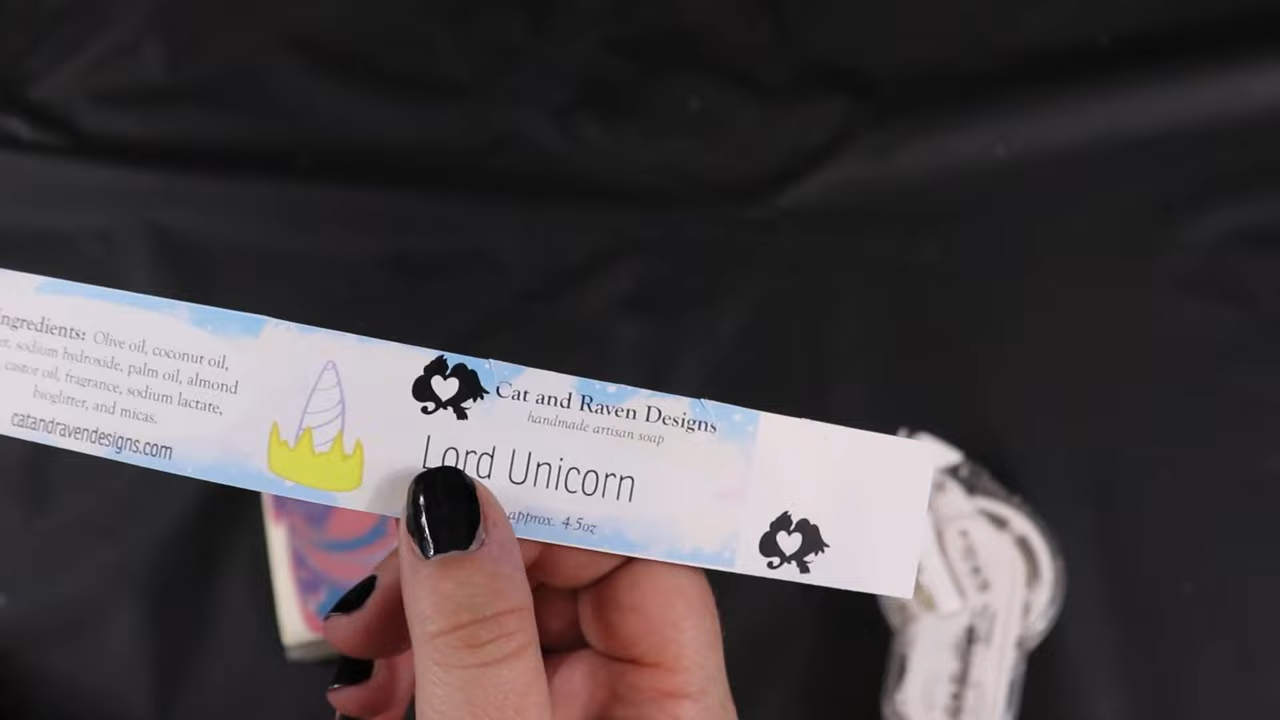 Ingredients: Olive oil, coconut oil,
sodium hydroxide, palm oil, almond
castor oil, fragrance, sodium lactate,
bioglitter, and micas.
catandravendesigns.com
Cat and Raven Designs
handmade artisan soap
Lord Unicorn
approx. 4.5oz